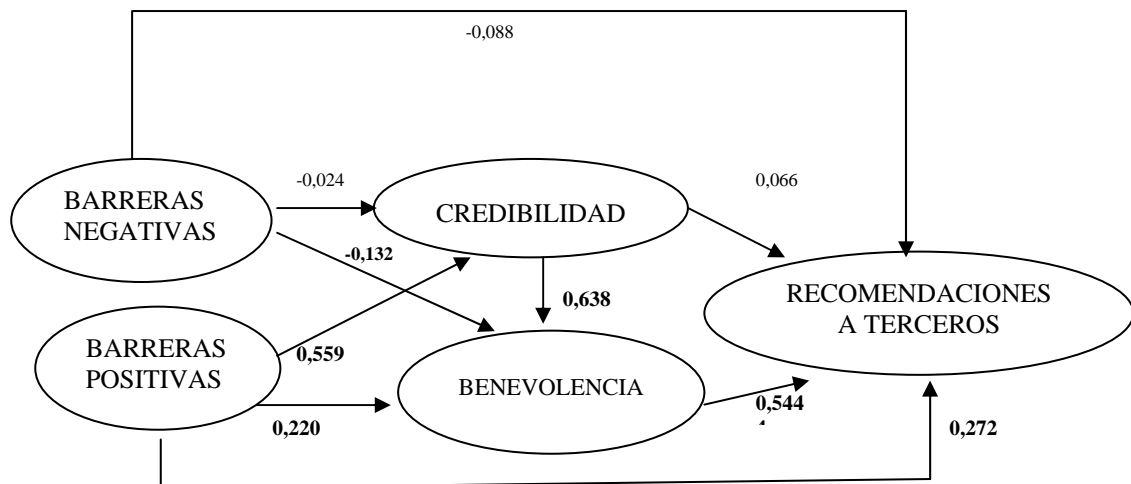 -0,088
-0,024
0,066
BARRERAS
NEGATIVAS
CREDIBILIDAD
-0,132
0,638
RECOMENDACIONES
A TERCEROS
BARRERAS
POSITIVAS
0,559
BENEVOLENCIA
0,544
0,220
0,272